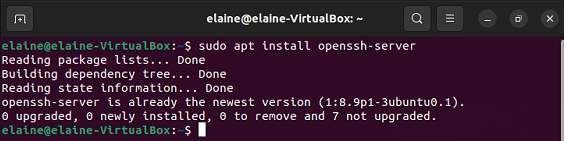 elaine@elaine-VirtualBox: ~
elaine@elaine-VirtualBox:~$ sudo apt install openssh-server
Reading package lists... Done
Building dependency tree... Done
Reading state information... Done
openssh-server is already the newest version (1:8.9p1-3ubuntu0.1).
0 upgraded, 0 newly installed, 0 to remove and 7 not upgraded.
elaine@elaine-VirtualBox:~$